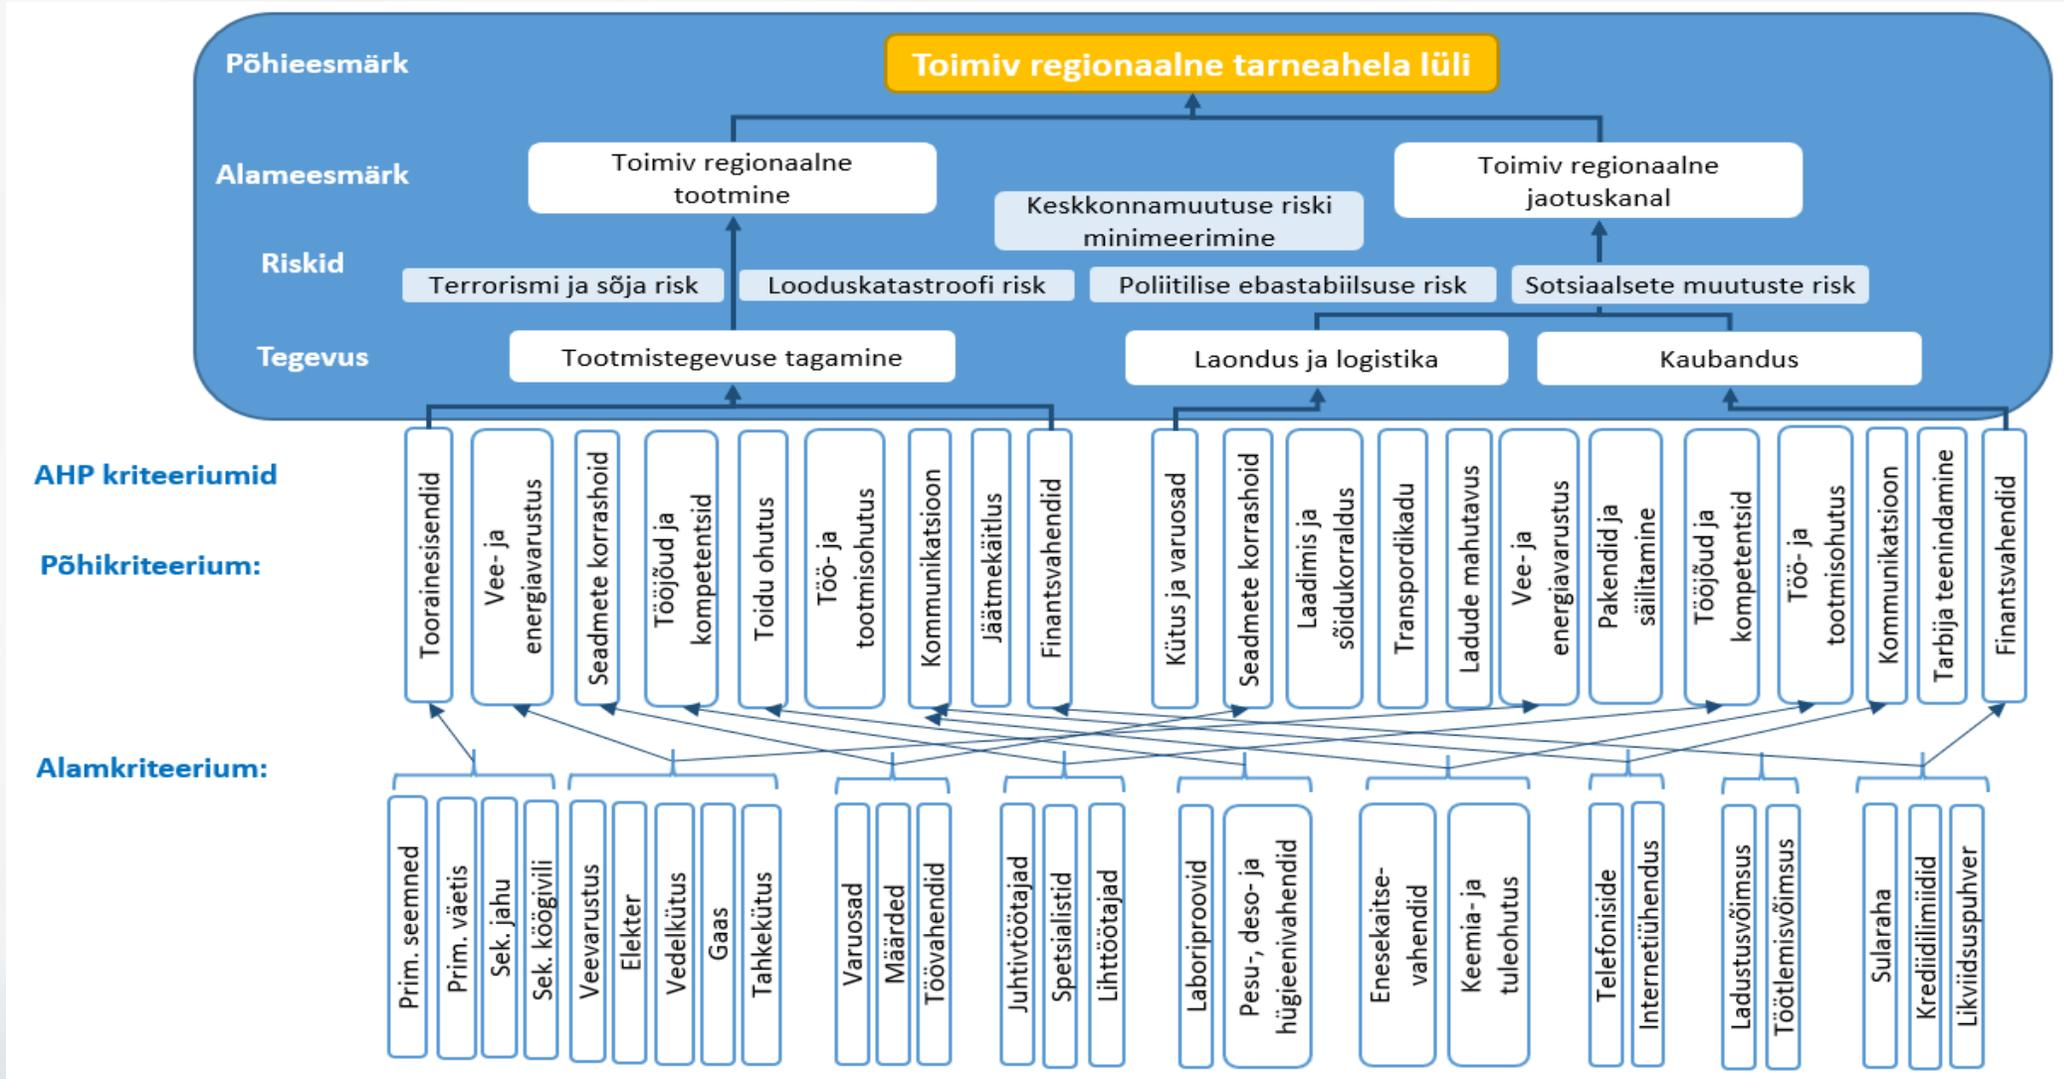 Põhieesmärk
Toimiv regionaalne tarneahela lüli
Alameesmärk
Toimiv regionaalne
tootmine
Toimiv regionaalne
jaotuskanal
Keskkonnamuutuse riski
minimeerimine
Riskid
Terrorismi ja sõja risk
Looduskatastroofi risk
Poliitilise ebastabiilsuse risk
Sotsiaalsete muutuste risk
Tegevus
Tootmistegevuse tagamine
Laondus ja logistika
Kaubandus
AHP kriteeriumid
Põhikriteerium:
Toorainesisendid
Vee- ja
energiavarustus
Seadmete korrashoid
Tööjõud ja
kompetentsid
Toidu ohutus
Töö- ja
tootmisohutus
Kommunikatsioon
Jäätmekäitlus
Finantsvahendid
Kütus ja varuosad
Seadmete korrashoid
Laadimis ja
sõidukorraldus
Transpordikadu
Ladude mahutavus
Vee- ja
energiavarustus
Pakendid ja
säilitamine
Tööjõud ja
kompetentsid
Töö- ja
tootmisohutus
Kommunikatsioon
Tarbija teenindamine
Finantsvahendid
Alamkriteerium:
Prim. seemned
Prim. väetis
Sek. jahu
Sek. köögivili
Veevarustus
Elekter
Vedelkütus
Gaas
Tahkekütus
Varuosad
Määrded
Töövahendid
Juhtivtöötajad
Spetsialistid
Lihttöötajad
Laboriproovid
Pesu-, deso- ja
hügieenivahendid
Enesekaitse-
vahendid
Keemia- ja
tuleohutus
Telefoniside
Internetiühendus
Ladustusvõimsus
Töötlemisvõimsus
Sularaha
Krediidilimiidid
Likviidsuspuhver